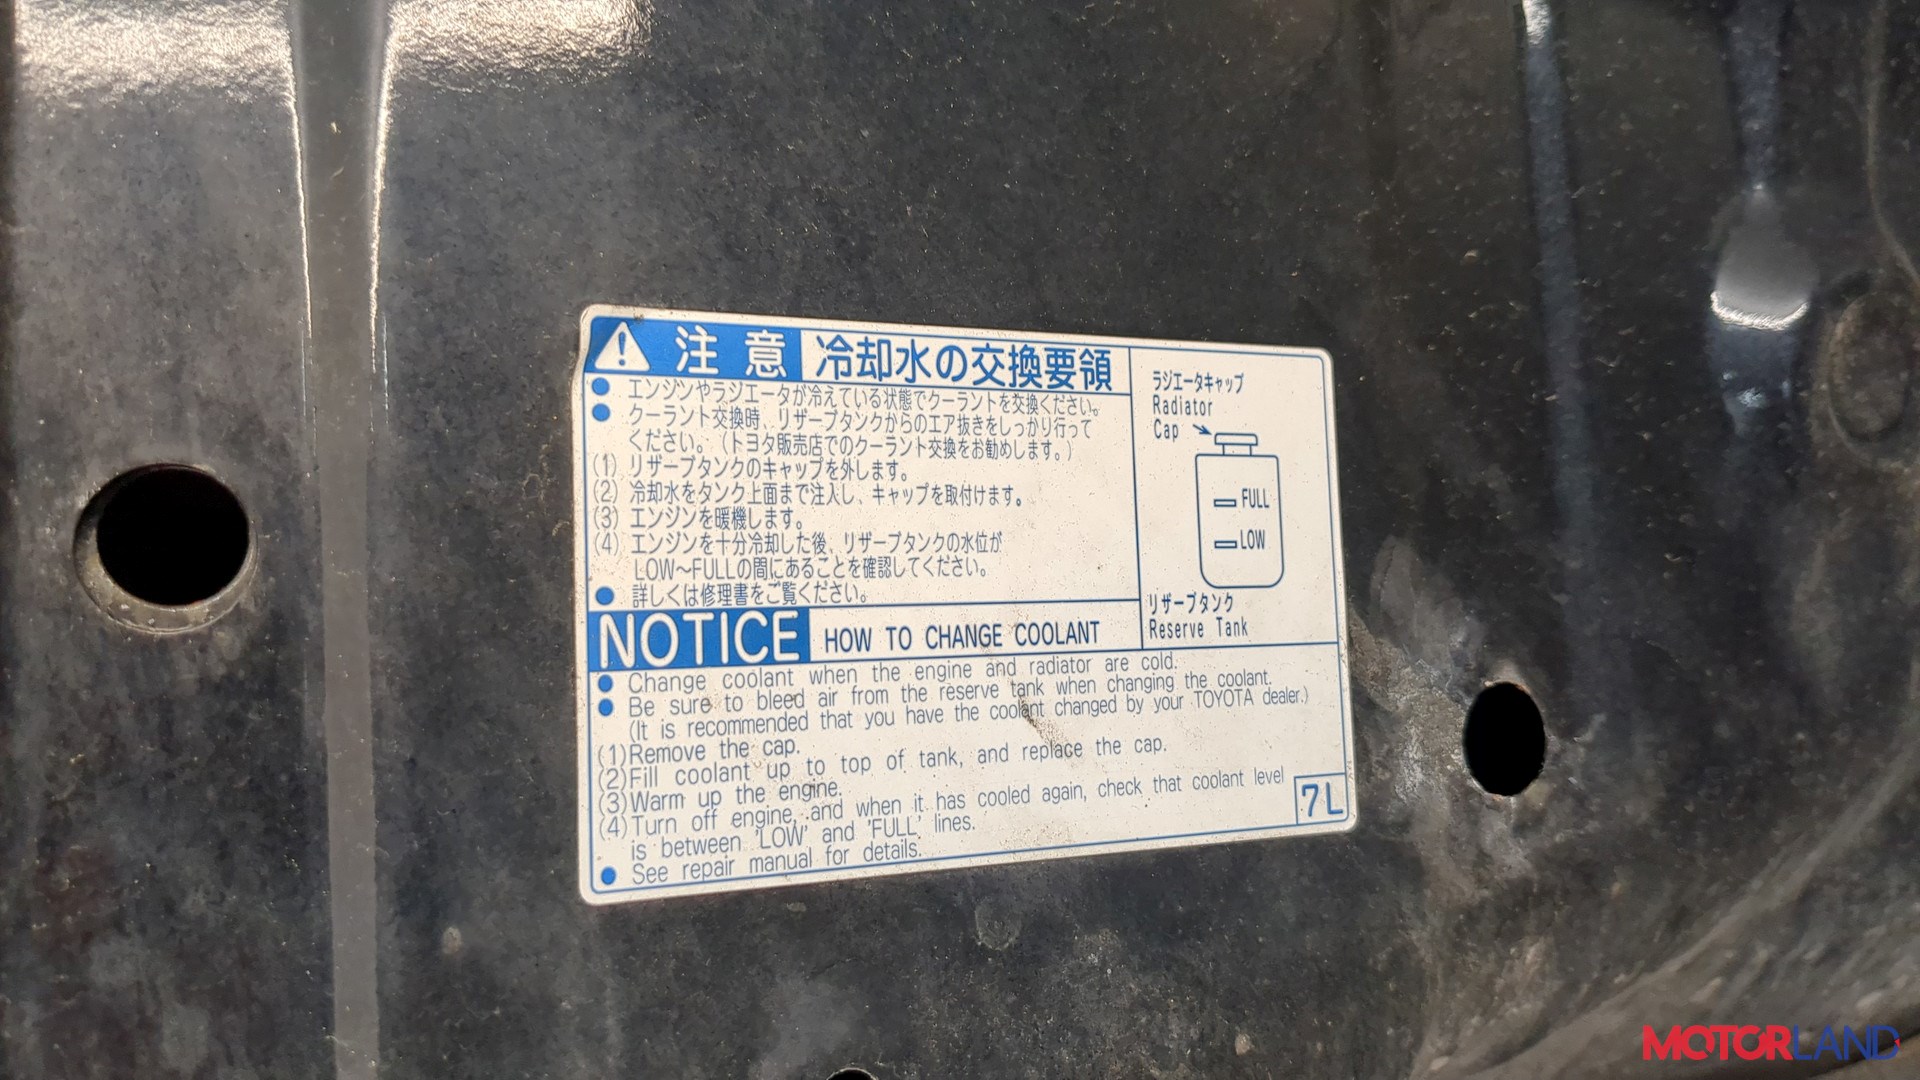 注意 冷却水の交換要領
● エンジンやラジエータが冷えている状態でクーラントを交換ください。
● クーラント交換時、リザーブタンクからのエア抜きをしっかり行って
ください。(トヨタ販売店でのクーラント交換をお勧めします。)
(1) リザーブタンクのキャップを外します。
(2) 冷却水をタンク上面まで注入し、キャップを取付けます。
(3) エンジンを暖機します。
(4) エンジンを十分冷却した後、リザーブタンクの水位が
LOW〜FULLの間にあることを確認してください。
● 詳しくは修理書をご覧ください。
ラジエータキャップ
Radiator
Cap
FULL
LOW
リザーブタンク
Reserve Tank
NOTICE HOW TO CHANGE COOLANT
● Change coolant when the engine and radiator are cold.
● Be sure to bleed air from the reserve tank when changing the coolant.
(It is recommended that you have the coolant changed by your TOYOTA dealer.)
(1) Remove the cap.
(2) Fill coolant up to top of tank, and replace the cap.
(3) Warm up the engine.
(4) Turn off engine, and when it has cooled again, check that coolant level
is between 'LOW' and 'FULL' lines.
● See repair manual for details.
7L
MOTORLAND